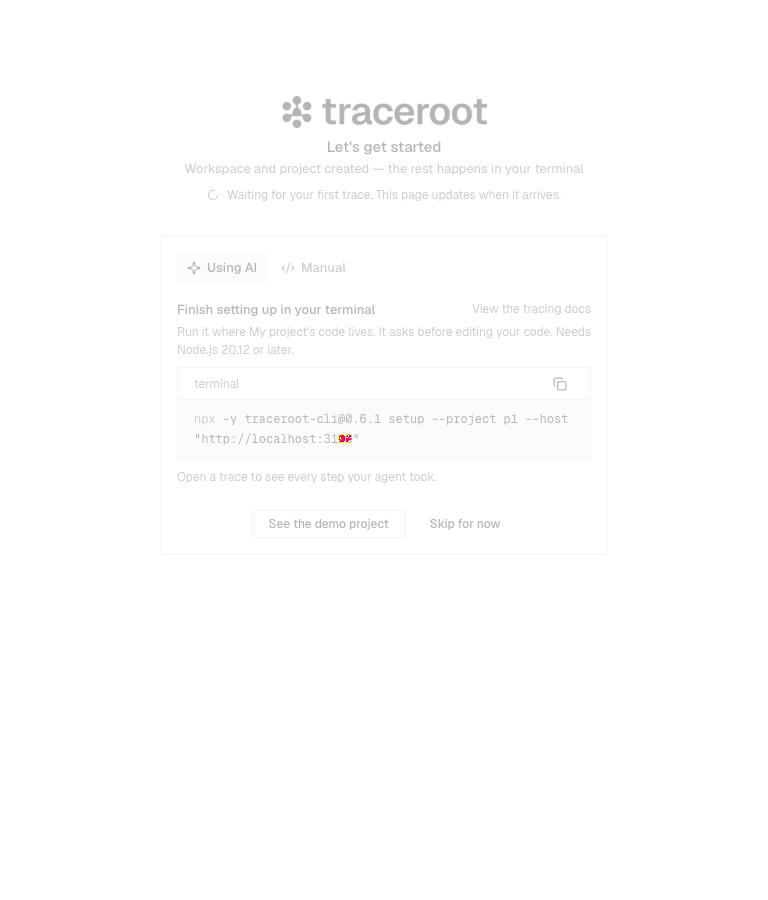 traceroot
Let's get started
Workspace and project created — the rest happens in your terminal
Waiting for your first trace. This page updates when it arrives.
Using AI
Manual
Finish setting up in your terminal
View the tracing docs
Run it where My project's code lives. It asks before editing your code. Needs
Node.js 20.12 or later.
terminal
npx -y traceroot-cli@0.6.1 setup --project p1 --host
Open a trace to see every step your agent took.
See the demo project
Skip for now